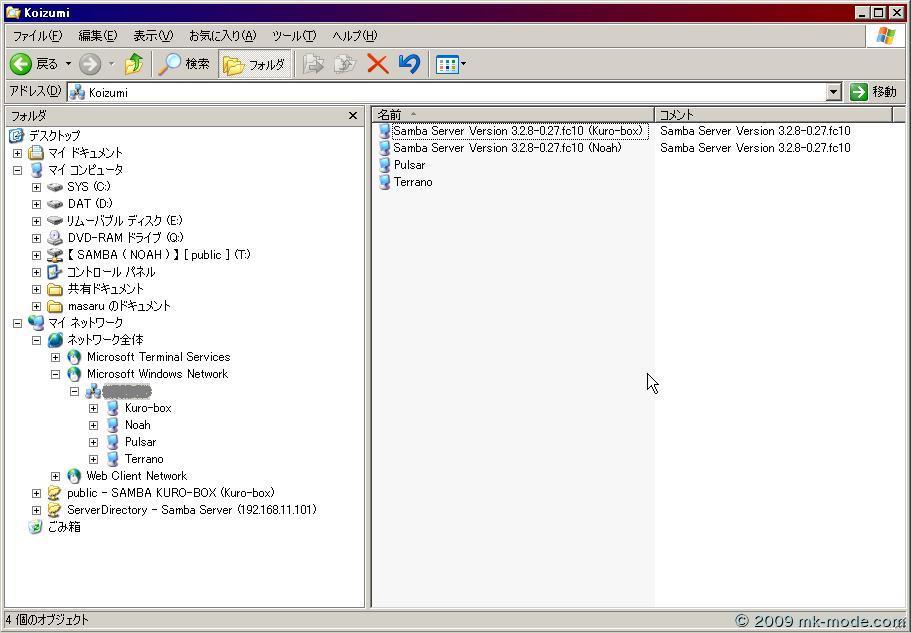 Koizumi
ファイル(F) 編集(E) 表示(V) お気に入り(A) ツール(T) ヘルプ(H)
戻る 検索 フォルダ
アドレス(D) Koizumi 移動
フォルダ
デスクトップ
マイ ドキュメント
マイ コンピュータ
SYS (C:)
DAT (D:)
リムーバブル ディスク (E:)
DVD-RAM ドライブ (Q:)
【 SAMBA ( NOAH ) 】 [ public ] (T:)
コントロール パネル
共有ドキュメント
masaru のドキュメント
マイ ネットワーク
ネットワーク全体
Microsoft Terminal Services
Microsoft Windows Network
Kuro-box
Noah
Pulsar
Terrano
Web Client Network
public - SAMBA KURO-BOX (Kuro-box)
ServerDirectory - Samba Server (192.168.11.101)
ごみ箱
名前 コメント
Samba Server Version 3.2.8-0.27.fc10 (Kuro-box) Samba Server Version 3.2.8-0.27.fc10
Samba Server Version 3.2.8-0.27.fc10 (Noah) Samba Server Version 3.2.8-0.27.fc10
Pulsar
Terrano
4 個のオブジェクト
© 2009 mk-mode.com